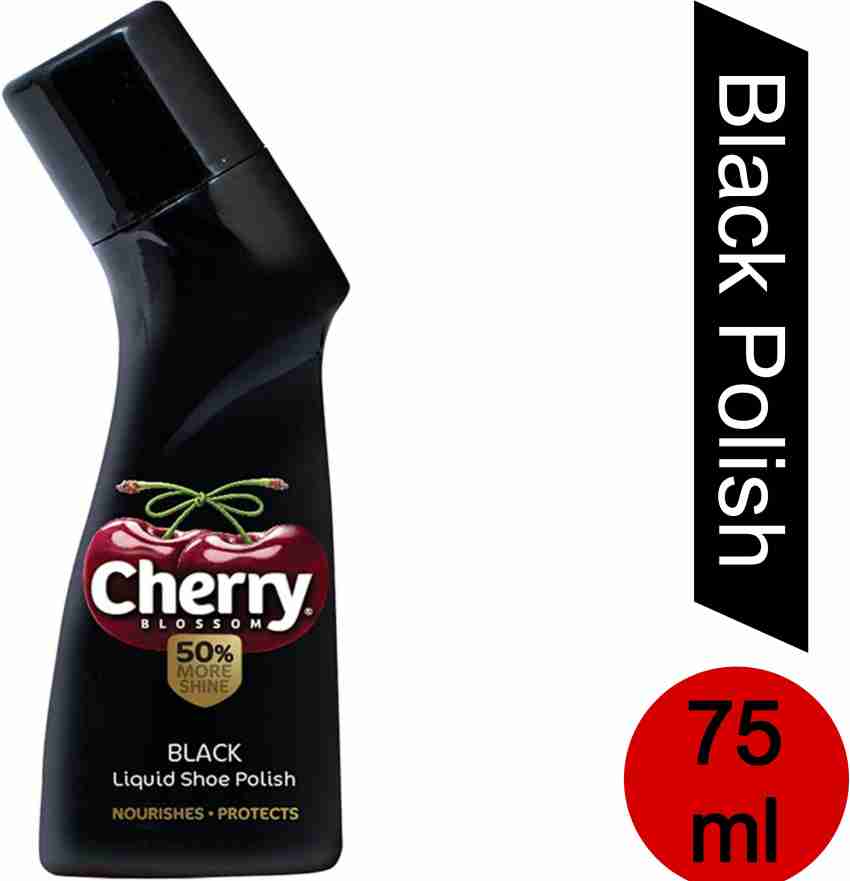 Cherry®
BLOSSOM
50%
MORE
SHINE
BLACK
Liquid Shoe Polish
NOURISHES • PROTECTS
Black Polish
75
ml